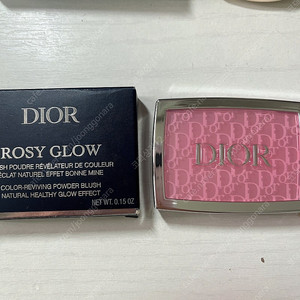 DIOR
ROSY GLOW
SH POUDRE RÉVÉLATEUR DE COULEUR
ÉCLAT NATUREL EFFET BONNE MINE
COLOR-REVIVING POWDER BLUSH
NATURAL HEALTHY GLOW EFFECT
NET WT. 0.15 OZ
DIOR